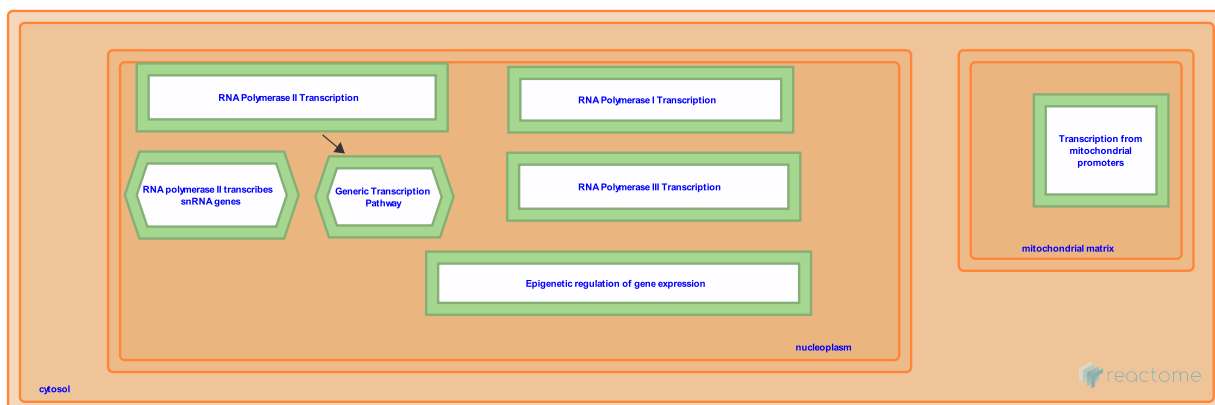 RNA Polymerase II Transcription
RNA Polymerase I Transcription
Transcription from
mitochondrial
promoters
RNA polymerase II transcribes
snRNA genes
Generic Transcription
Pathway
RNA Polymerase III Transcription
mitochondrial matrix
Epigenetic regulation of gene expression
nucleoplasm
cytosol
reactome